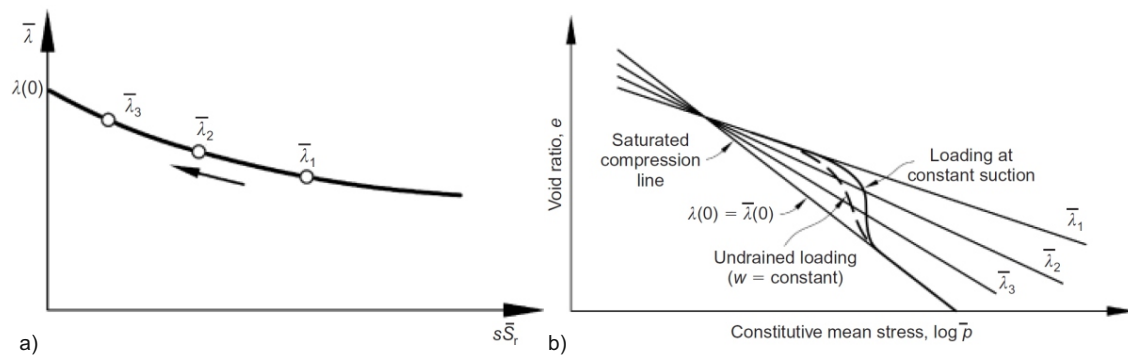 λ̅
λ(0)
λ̅₃
λ̅₂
λ̅₁
sS̅ᵣ
a)
Void ratio, e
Saturated
compression
line
Loading at
constant suction
λ(0) = λ̅(0)
Undrained loading
(w = constant)
λ̅₁
λ̅₂
λ̅₃
Constitutive mean stress, log p̅
b)